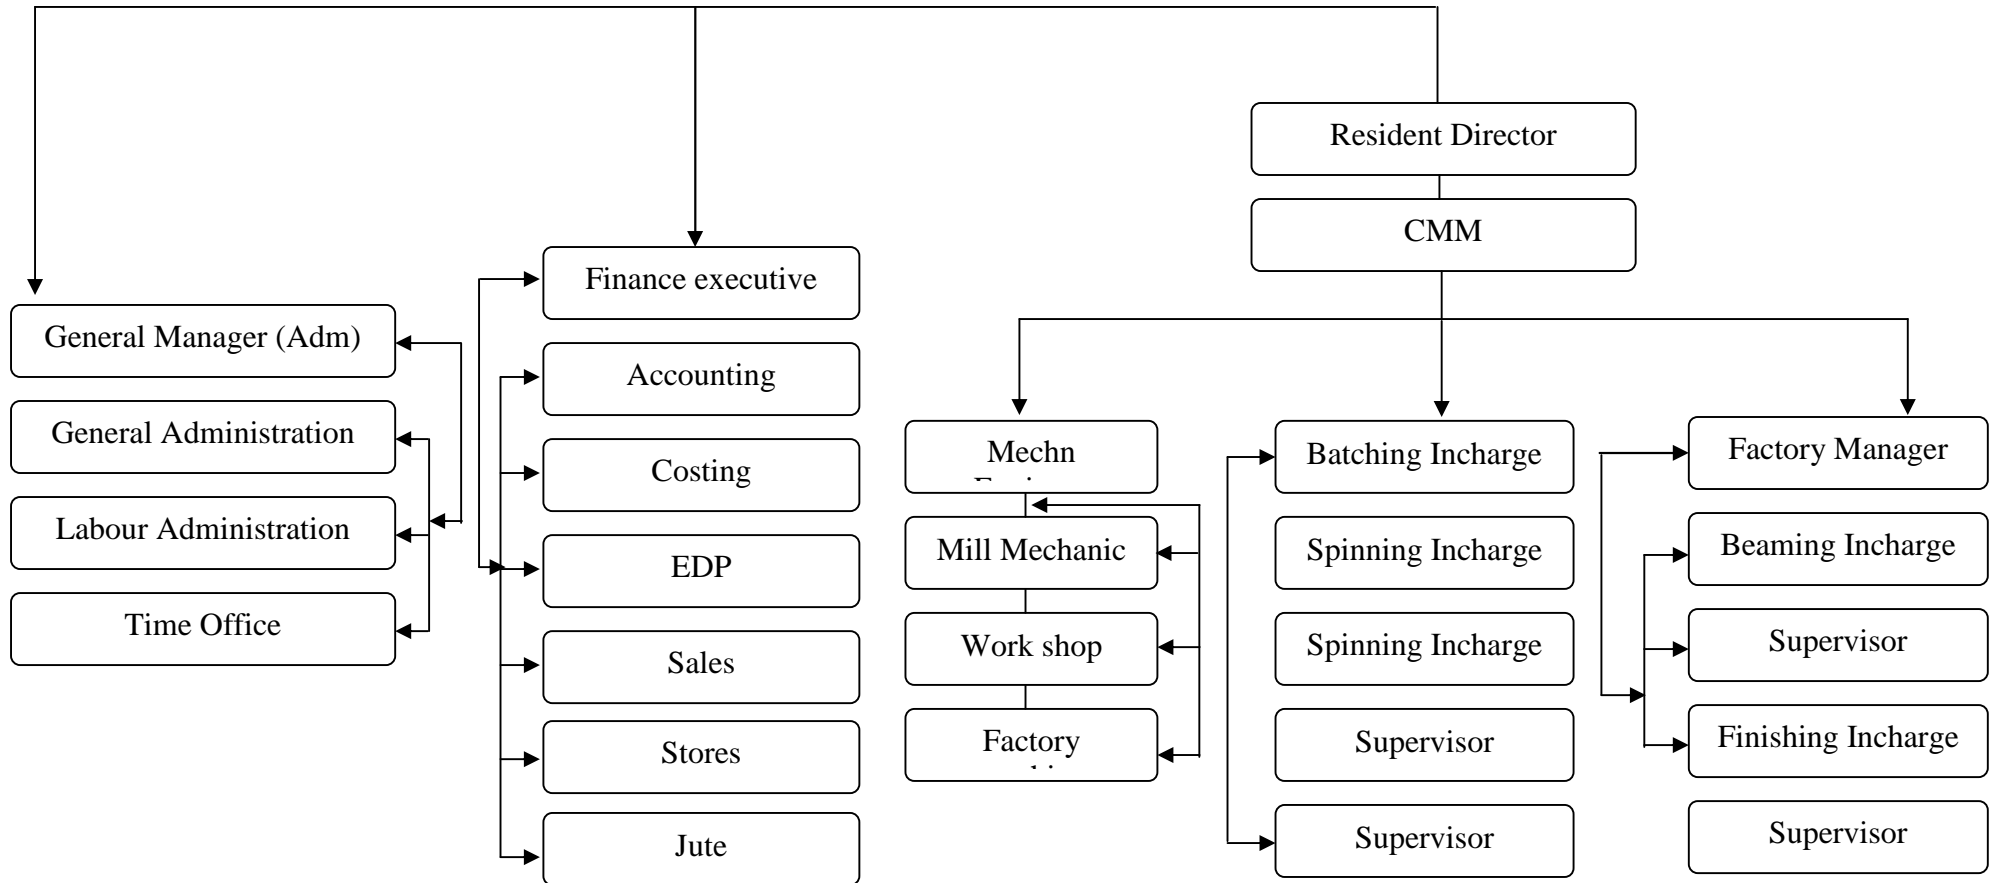 Resident Director
CMM
Finance executive
General Manager (Adm)
Accounting
General Administration
Costing
Labour Administration
EDP
Time Office
Sales
Stores
Jute
Mechn
Mill Mechanic
Work shop
Factory
Batching Incharge
Spinning Incharge
Spinning Incharge
Supervisor
Supervisor
Factory Manager
Beaming Incharge
Supervisor
Finishing Incharge
Supervisor